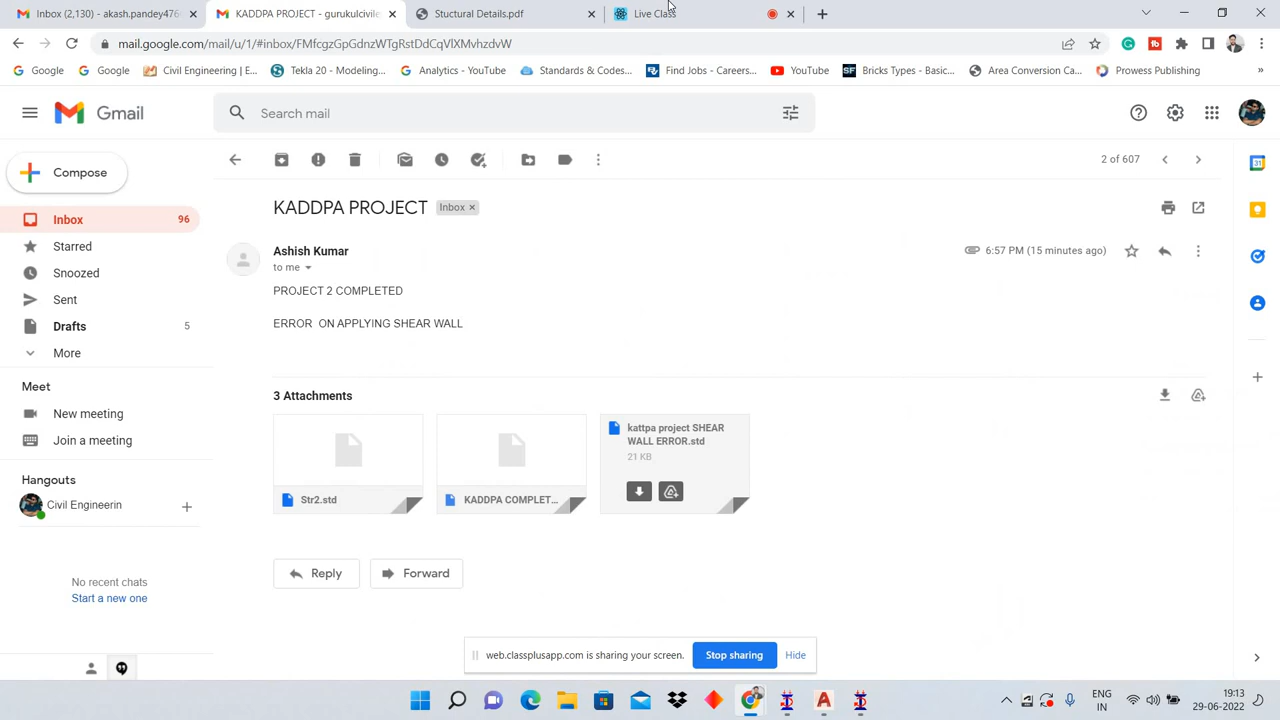 Inbox (2,130) - akash.pandey476
KADDPA PROJECT - gurukulcivile
Stuctural Details.pdf
Live Class
mail.google.com/mail/u/1/#inbox/FMfcgzGpGdnzWTgRstDlCqVlXMvhzdvW
Google
Google
Civil Engineering | E...
Tekla 20 - Modeling...
Analytics - YouTube
Standards & Codes...
Find Jobs - Careers...
YouTube
Bricks Types - Basic...
Area Conversion Ca...
Prowess Publishing
»
Gmail
Search mail
Compose
2 of 607
Inbox 96
Starred
Snoozed
Sent
Drafts 5
More
Meet
New meeting
Join a meeting
Hangouts
Civil Engineerin
No recent chats
Start a new one
KADDPA PROJECT Inbox ×
Ashish Kumar
6:57 PM (15 minutes ago)
to me
PROJECT 2 COMPLETED
ERROR ON APPLYING SHEAR WALL
3 Attachments
Str2.std
KADDPA COMPLET...
kattpa project SHEAR
WALL ERROR.std
21 KB
Reply
Forward
web.classplusapp.com is sharing your screen.
Stop sharing
Hide
ENG
IN
19:13
29-06-2022